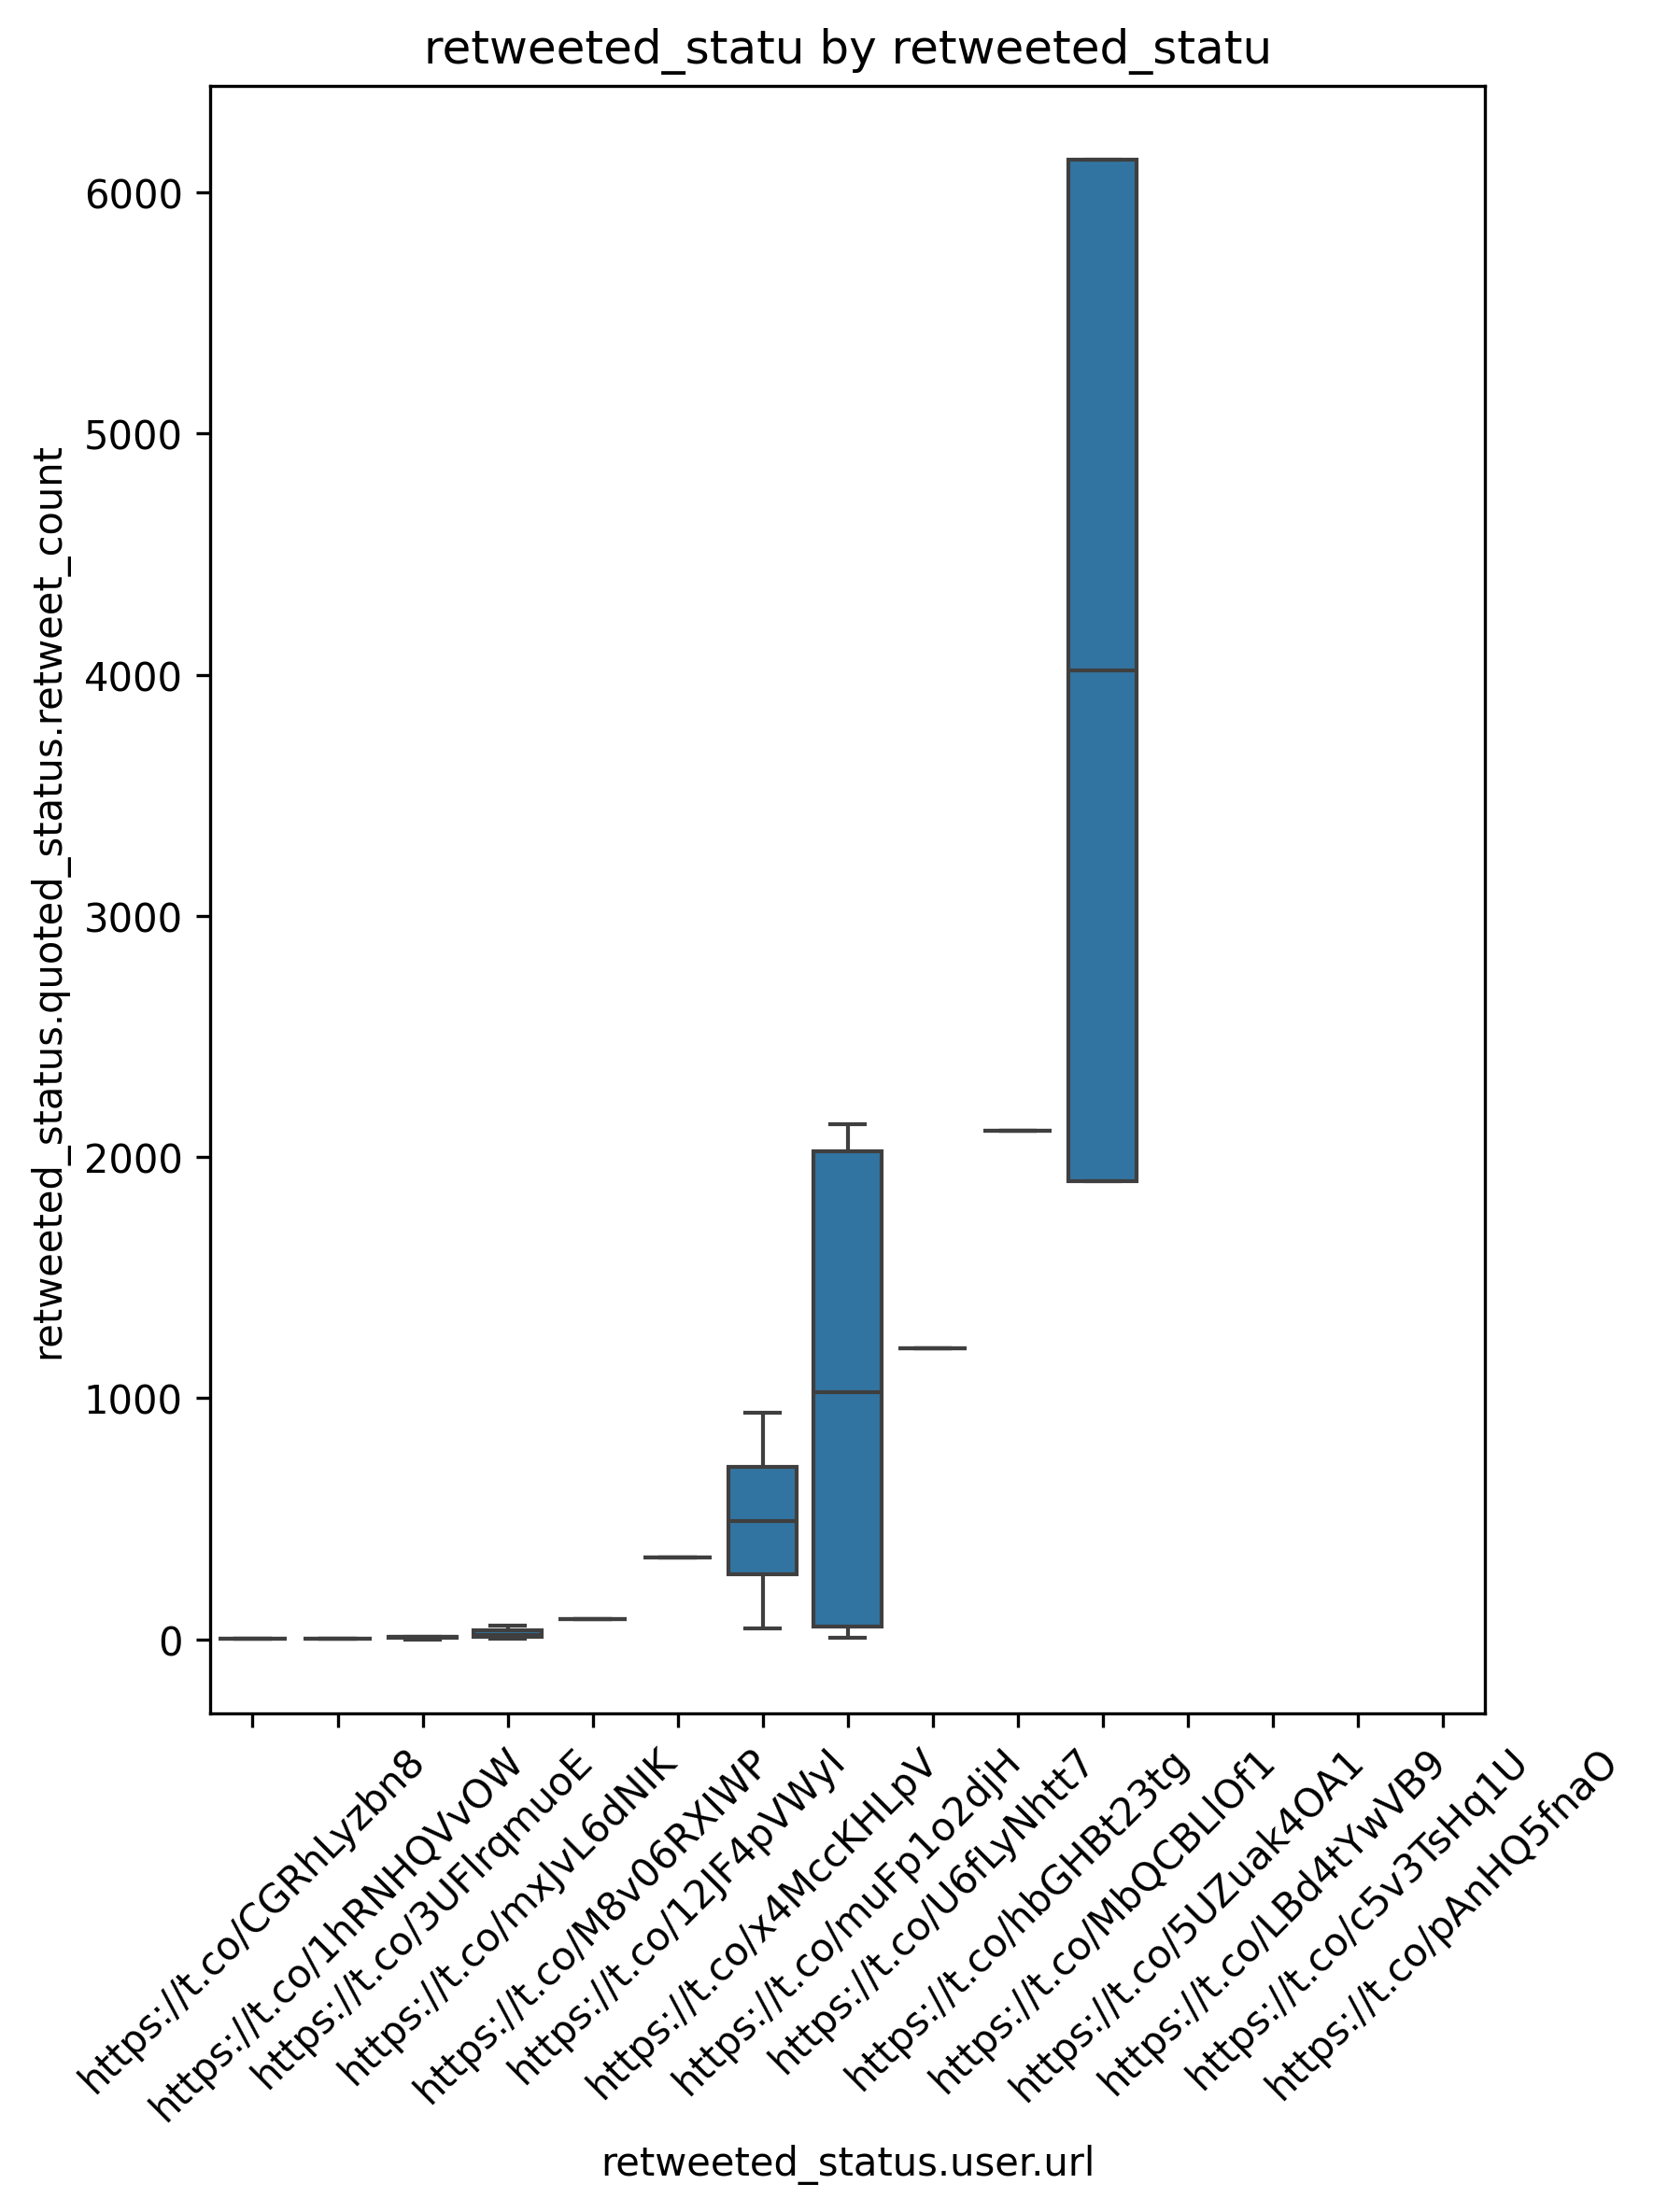 retweeted_statu by retweeted_statu
retweeted_status.quoted_status.retweet_count
6000
5000
4000
3000
2000
1000
0
https://t.co/CGRhLyzbn8
https://t.co/1hRNHQVvOW
https://t.co/3UFlrqmuoE
https://t.co/mxJvL6dNlK
https://t.co/M8v06RXlWP
https://t.co/12JF4pVWyl
https://t.co/x4MccKHLpV
https://t.co/muFp1o2djH
https://t.co/U6fLyNhtt7
https://t.co/hbGHBt23tg
https://t.co/MbQCBLlOf1
https://t.co/5UZuak4OA1
https://t.co/LBd4tYwVB9
https://t.co/c5v3TsHq1U
https://t.co/pAnHQ5fnaO
retweeted_status.user.url